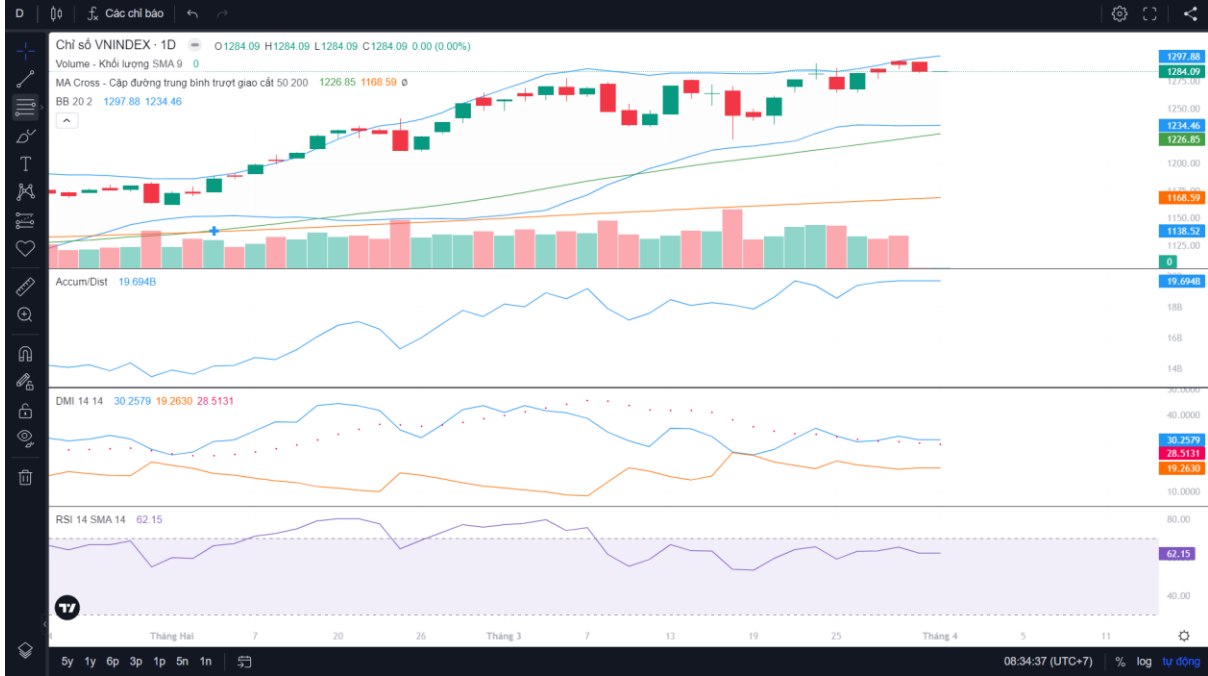 D Các chỉ báo
Chỉ số VNINDEX · 1D O1284.09 H1284.09 L1284.09 C1284.09 0.00 (0.00%)
Volume - Khối lượng SMA 9 0
MA Cross - Cặp đường trung bình trượt giao cắt 50 200 1226.85 1168.59 Ø
BB 20 2 1297.88 1234.46
1297.88
1284.09
1275.00
1250.00
1234.46
1226.85
1200.00
1168.59
1150.00
1138.52
1125.00
0
Accum/Dist 19.694B
19.694B
18B
16B
14B
DMI 14 14 30.2579 19.2630 28.5131
50.0000
40.0000
30.2579
28.5131
19.2630
10.0000
RSI 14 SMA 14 62.15
80.00
62.15
40.00
Tháng Hai 7 20 26 Tháng 3 7 13 19 25 Tháng 4 5 11
5y 1y 6p 3p 1p 5n 1n 08:34:37 (UTC+7) % log tự động